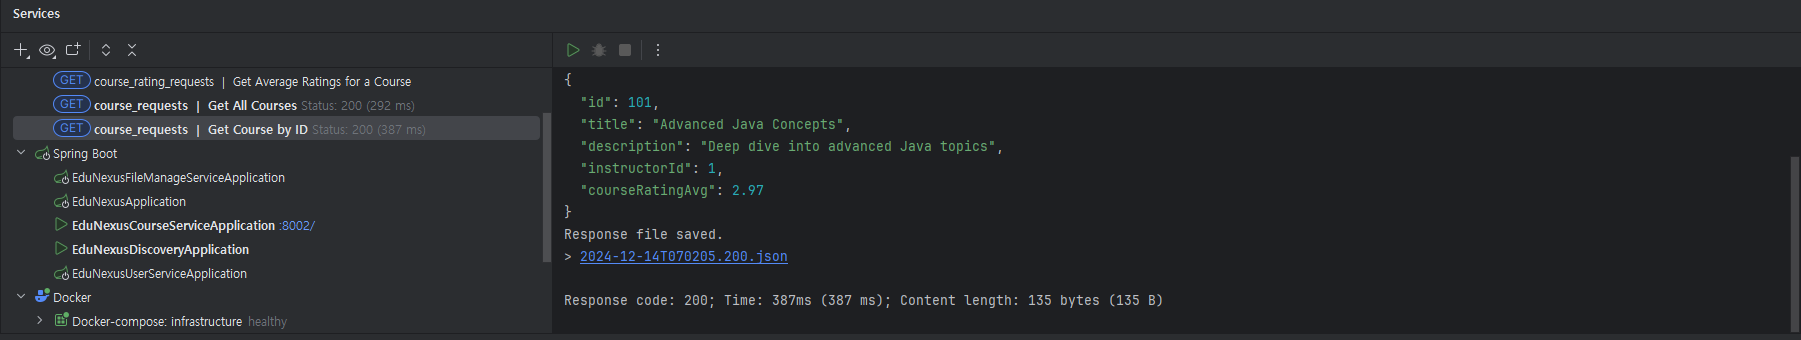 Services
GET course_rating_requests | Get Average Ratings for a Course
GET course_requests | Get All Courses Status: 200 (292 ms)
GET course_requests | Get Course by ID Status: 200 (387 ms)
Spring Boot
EduNexusFileManageServiceApplication
EduNexusApplication
EduNexusCourseServiceApplication :8002/
EduNexusDiscoveryApplication
EduNexusUserServiceApplication
Docker
Docker-compose: infrastructure healthy
{
"id": 101,
"title": "Advanced Java Concepts",
"description": "Deep dive into advanced Java topics",
"instructorId": 1,
"courseRatingAvg": 2.97
}
Response file saved.
> 2024-12-14T070205.200.json
Response code: 200; Time: 387ms (387 ms); Content length: 135 bytes (135 B)